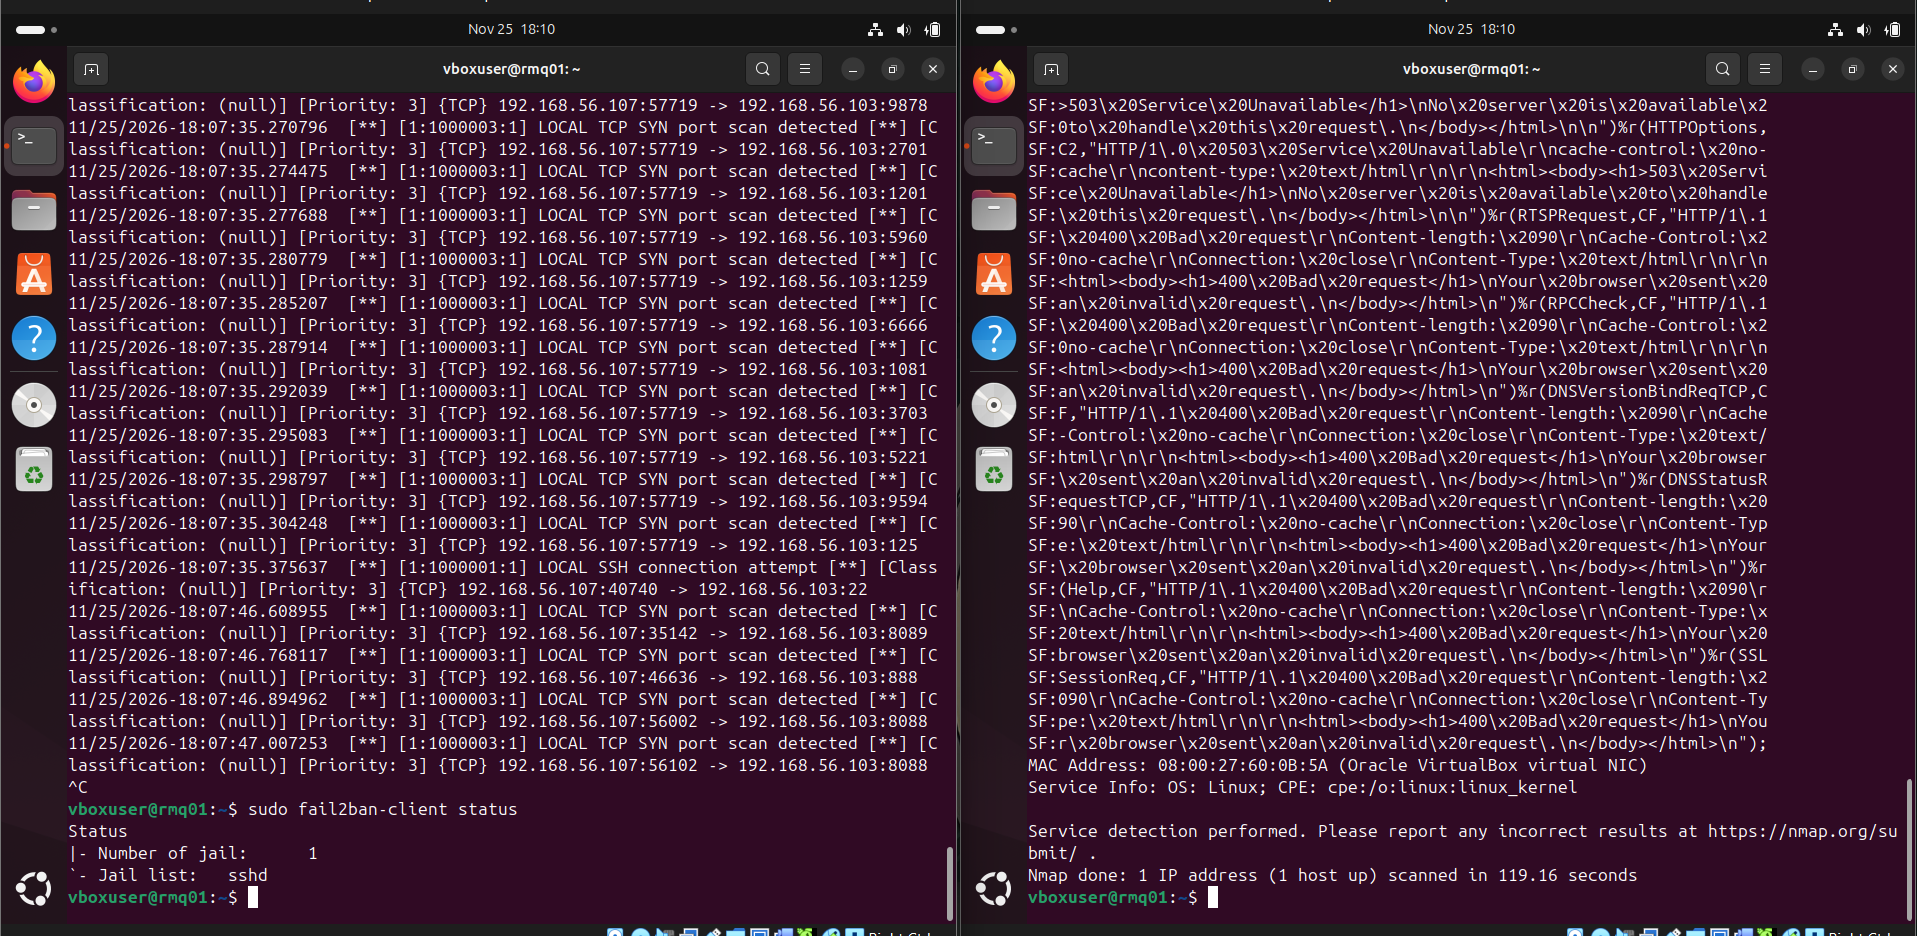 Nov 25  18:10
vboxuser@rmq01: ~
lassification: (null)] [Priority: 3] {TCP} 192.168.56.107:57719 -> 192.168.56.103:9878
11/25/2026-18:07:35.270796  [**] [1:1000003:1] LOCAL TCP SYN port scan detected [**] [C
lassification: (null)] [Priority: 3] {TCP} 192.168.56.107:57719 -> 192.168.56.103:2701
11/25/2026-18:07:35.274475  [**] [1:1000003:1] LOCAL TCP SYN port scan detected [**] [C
lassification: (null)] [Priority: 3] {TCP} 192.168.56.107:57719 -> 192.168.56.103:1201
11/25/2026-18:07:35.277688  [**] [1:1000003:1] LOCAL TCP SYN port scan detected [**] [C
lassification: (null)] [Priority: 3] {TCP} 192.168.56.107:57719 -> 192.168.56.103:5960
11/25/2026-18:07:35.280779  [**] [1:1000003:1] LOCAL TCP SYN port scan detected [**] [C
lassification: (null)] [Priority: 3] {TCP} 192.168.56.107:57719 -> 192.168.56.103:1259
11/25/2026-18:07:35.285207  [**] [1:1000003:1] LOCAL TCP SYN port scan detected [**] [C
lassification: (null)] [Priority: 3] {TCP} 192.168.56.107:57719 -> 192.168.56.103:6666
11/25/2026-18:07:35.287914  [**] [1:1000003:1] LOCAL TCP SYN port scan detected [**] [C
lassification: (null)] [Priority: 3] {TCP} 192.168.56.107:57719 -> 192.168.56.103:1081
11/25/2026-18:07:35.292039  [**] [1:1000003:1] LOCAL TCP SYN port scan detected [**] [C
lassification: (null)] [Priority: 3] {TCP} 192.168.56.107:57719 -> 192.168.56.103:3703
11/25/2026-18:07:35.295083  [**] [1:1000003:1] LOCAL TCP SYN port scan detected [**] [C
lassification: (null)] [Priority: 3] {TCP} 192.168.56.107:57719 -> 192.168.56.103:5221
11/25/2026-18:07:35.298797  [**] [1:1000003:1] LOCAL TCP SYN port scan detected [**] [C
lassification: (null)] [Priority: 3] {TCP} 192.168.56.107:57719 -> 192.168.56.103:9594
11/25/2026-18:07:35.304248  [**] [1:1000003:1] LOCAL TCP SYN port scan detected [**] [C
lassification: (null)] [Priority: 3] {TCP} 192.168.56.107:57719 -> 192.168.56.103:125
11/25/2026-18:07:35.375637  [**] [1:1000001:1] LOCAL SSH connection attempt [**] [Class
ification: (null)] [Priority: 3] {TCP} 192.168.56.107:40740 -> 192.168.56.103:22
11/25/2026-18:07:46.608955  [**] [1:1000003:1] LOCAL TCP SYN port scan detected [**] [C
lassification: (null)] [Priority: 3] {TCP} 192.168.56.107:35142 -> 192.168.56.103:8089
11/25/2026-18:07:46.768117  [**] [1:1000003:1] LOCAL TCP SYN port scan detected [**] [C
lassification: (null)] [Priority: 3] {TCP} 192.168.56.107:46636 -> 192.168.56.103:888
11/25/2026-18:07:46.894962  [**] [1:1000003:1] LOCAL TCP SYN port scan detected [**] [C
lassification: (null)] [Priority: 3] {TCP} 192.168.56.107:56002 -> 192.168.56.103:8088
11/25/2026-18:07:47.007253  [**] [1:1000003:1] LOCAL TCP SYN port scan detected [**] [C
lassification: (null)] [Priority: 3] {TCP} 192.168.56.107:56102 -> 192.168.56.103:8088
^C
vboxuser@rmq01:~$ sudo fail2ban-client status
Status
|- Number of jail:      1
`- Jail list:   sshd
vboxuser@rmq01:~$
Nov 25  18:10
vboxuser@rmq01: ~
SF:>503\x20Service\x20Unavailable</h1>\nNo\x20server\x20is\x20available\x2
SF:0to\x20handle\x20this\x20request\.\n</body></html>\n\n")%r(HTTPOptions,
SF:C2,"HTTP/1\.0\x20503\x20Service\x20Unavailable\r\ncache-control:\x20no-
SF:cache\r\ncontent-type:\x20text/html\r\n\r\n<html><body><h1>503\x20Servi
SF:ce\x20Unavailable</h1>\nNo\x20server\x20is\x20available\x20to\x20handle
SF:\x20this\x20request\.\n</body></html>\n\n")%r(RTSPRequest,CF,"HTTP/1\.1
SF:\x20400\x20Bad\x20request\r\nContent-length:\x2090\r\nCache-Control:\x2
SF:0no-cache\r\nConnection:\x20close\r\nContent-Type:\x20text/html\r\n\r\n
SF:<html><body><h1>400\x20Bad\x20request</h1>\nYour\x20browser\x20sent\x20
SF:an\x20invalid\x20request\.\n</body></html>\n")%r(RPCCheck,CF,"HTTP/1\.1
SF:\x20400\x20Bad\x20request\r\nContent-length:\x2090\r\nCache-Control:\x2
SF:0no-cache\r\nConnection:\x20close\r\nContent-Type:\x20text/html\r\n\r\n
SF:<html><body><h1>400\x20Bad\x20request</h1>\nYour\x20browser\x20sent\x20
SF:an\x20invalid\x20request\.\n</body></html>\n")%r(DNSVersionBindReqTCP,C
SF:F,"HTTP/1\.1\x20400\x20Bad\x20request\r\nContent-length:\x2090\r\nCache
SF:-Control:\x20no-cache\r\nConnection:\x20close\r\nContent-Type:\x20text/
SF:html\r\n\r\n<html><body><h1>400\x20Bad\x20request</h1>\nYour\x20browser
SF:\x20sent\x20an\x20invalid\x20request\.\n</body></html>\n")%r(DNSStatusR
SF:equestTCP,CF,"HTTP/1\.1\x20400\x20Bad\x20request\r\nContent-length:\x20
SF:90\r\nCache-Control:\x20no-cache\r\nConnection:\x20close\r\nContent-Typ
SF:e:\x20text/html\r\n\r\n<html><body><h1>400\x20Bad\x20request</h1>\nYour
SF:\x20browser\x20sent\x20an\x20invalid\x20request\.\n</body></html>\n")%r
SF:(Help,CF,"HTTP/1\.1\x20400\x20Bad\x20request\r\nContent-length:\x2090\r
SF:\nCache-Control:\x20no-cache\r\nConnection:\x20close\r\nContent-Type:\x
SF:20text/html\r\n\r\n<html><body><h1>400\x20Bad\x20request</h1>\nYour\x20
SF:browser\x20sent\x20an\x20invalid\x20request\.\n</body></html>\n")%r(SSL
SF:SessionReq,CF,"HTTP/1\.1\x20400\x20Bad\x20request\r\nContent-length:\x2
SF:090\r\nCache-Control:\x20no-cache\r\nConnection:\x20close\r\nContent-Ty
SF:pe:\x20text/html\r\n\r\n<html><body><h1>400\x20Bad\x20request</h1>\nYou
SF:r\x20browser\x20sent\x20an\x20invalid\x20request\.\n</body></html>\n");
MAC Address: 08:00:27:60:0B:5A (Oracle VirtualBox virtual NIC)
Service Info: OS: Linux; CPE: cpe:/o:linux:linux_kernel
Service detection performed. Please report any incorrect results at https://nmap.org/su
bmit/ .
Nmap done: 1 IP address (1 host up) scanned in 119.16 seconds
vboxuser@rmq01:~$